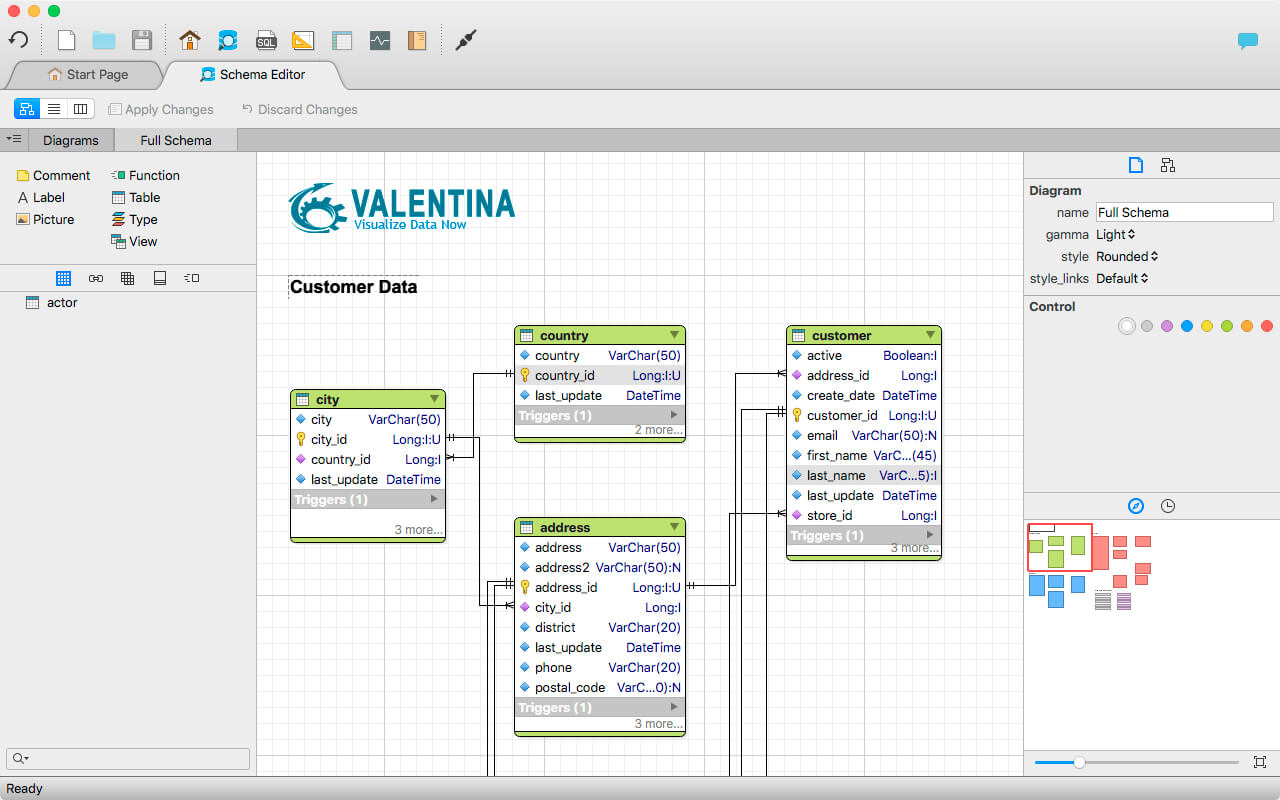 SQL
Start Page
Schema Editor
Apply Changes
Discard Changes
Diagrams
Full Schema
Comment
Function
A Label
Table
Picture
Type
View
actor
VALENTINA
Visualize Data Now
Customer Data
country
country VarChar(50)
country_id Long:I:U
last_update DateTime
Triggers (1)
2 more...
customer
active Boolean:I
address_id Long:I
create_date DateTime
customer_id Long:I:U
email VarChar(50):N
first_name VarC...(45)
last_name VarC...5):I
last_update DateTime
store_id Long:I
Triggers (1)
3 more...
city
city VarChar(50)
city_id Long:I:U
country_id Long:I
last_update DateTime
Triggers (1)
3 more...
address
address VarChar(50)
address2 VarChar(50):N
address_id Long:I:U
city_id Long:I
district VarChar(20)
last_update DateTime
phone VarChar(20)
postal_code VarC...0):N
Triggers (1)
3 more...
Diagram
name Full Schema
gamma Light
style Rounded
style_links Default
Control
Ready